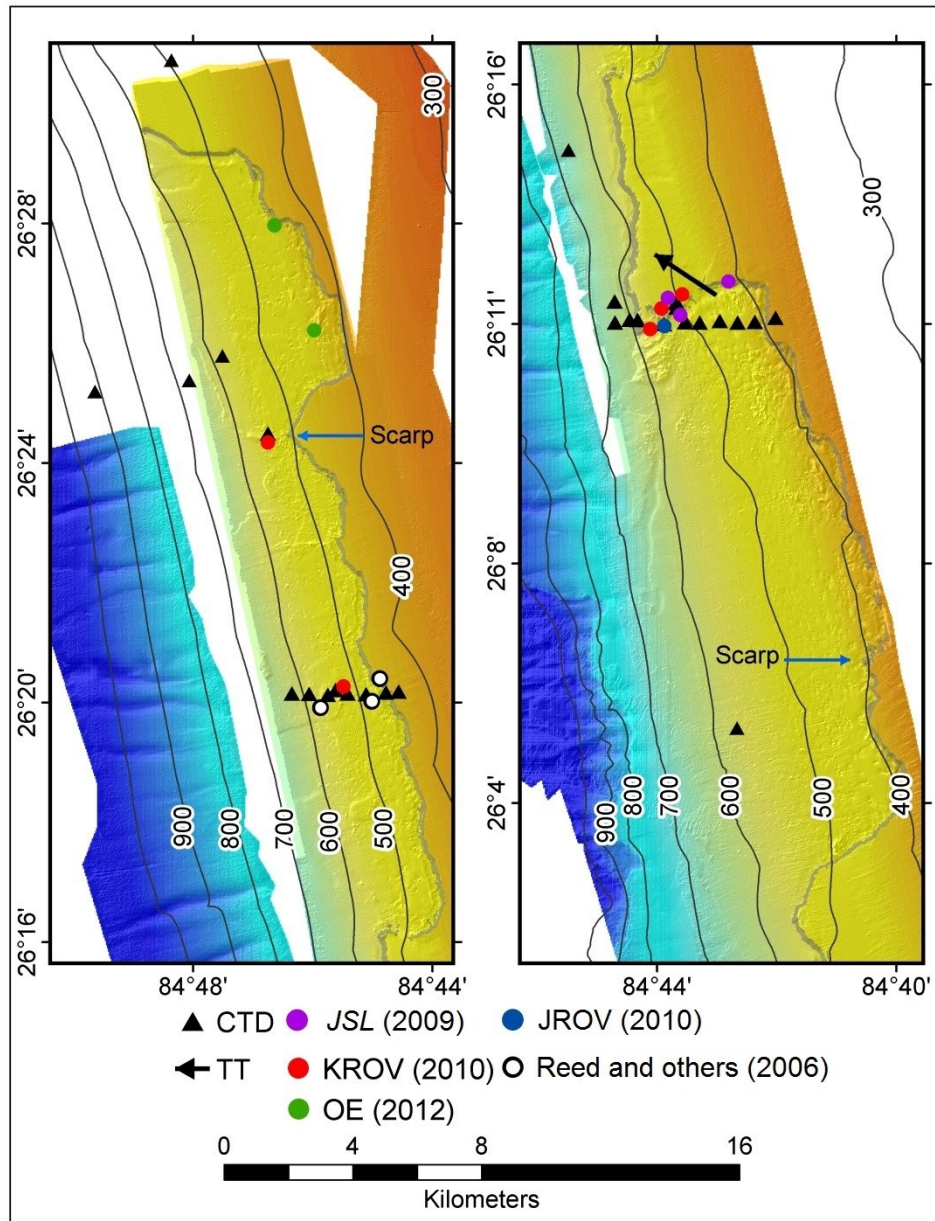 300
26°28'
Scarp
26°24'
400
26°20'
900
800
700
600
500
26°16'
84°48'
84°44'
26°16'
300
26°11'
26°8'
Scarp
26°4'
900
800
700
600
500
400
84°44'
84°40'
CTD
JSL (2009)
JROV (2010)
TT
KROV (2010)
Reed and others (2006)
OE (2012)
0 4 8 16
Kilometers